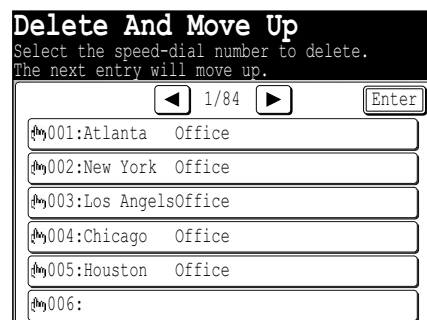 Delete And Move Up
Select the speed-dial number to delete.
The next entry will move up.
1/84 Enter
001:Atlanta Office
002:New York Office
003:Los AngelsOffice
004:Chicago Office
005:Houston Office
006: